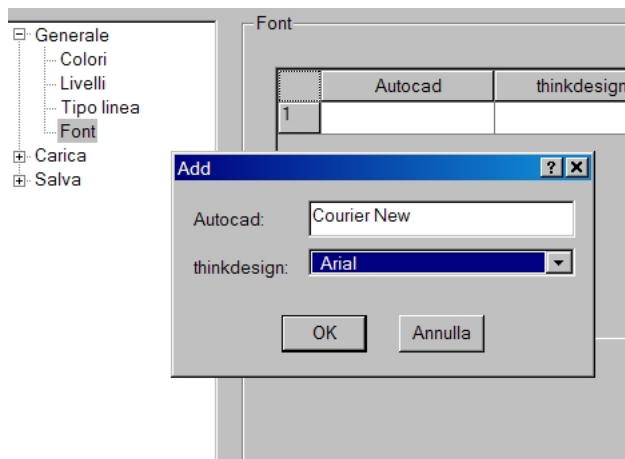 Generale
Colori
Livelli
Tipo linea
Font
Carica
Salva
Font
Autocad thinkdesign
1
Add
Autocad: Courier New
thinkdesign: Arial
OK Annulla